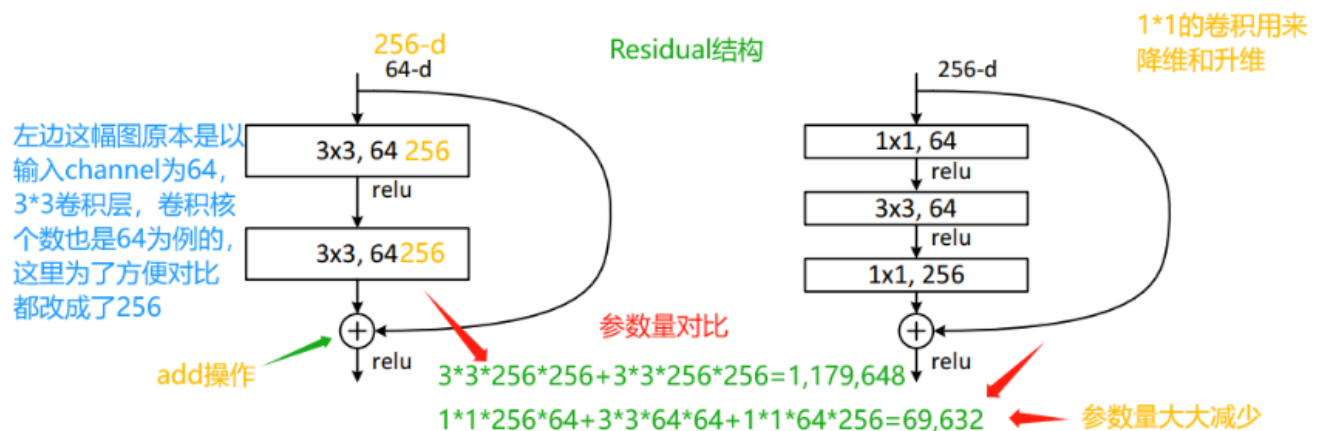 Residual结构
1*1的卷积用来
降维和升维
256-d
64-d
左边这幅图原本是以
输入channel为64，
3*3卷积层，卷积核
个数也是64为例的，
这里为了方便对比
都改成了256
3x3, 64 256
relu
3x3, 64 256
relu
add操作
256-d
1x1, 64
relu
3x3, 64
relu
1x1, 256
relu
参数量对比
3*3*256*256+3*3*256*256=1,179,648
1*1*256*64+3*3*64*64+1*1*64*256=69,632
参数量大大减少